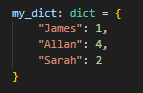 my_dict: dict = {
    "James": 1,
    "Allan": 4,
    "Sarah": 2
}